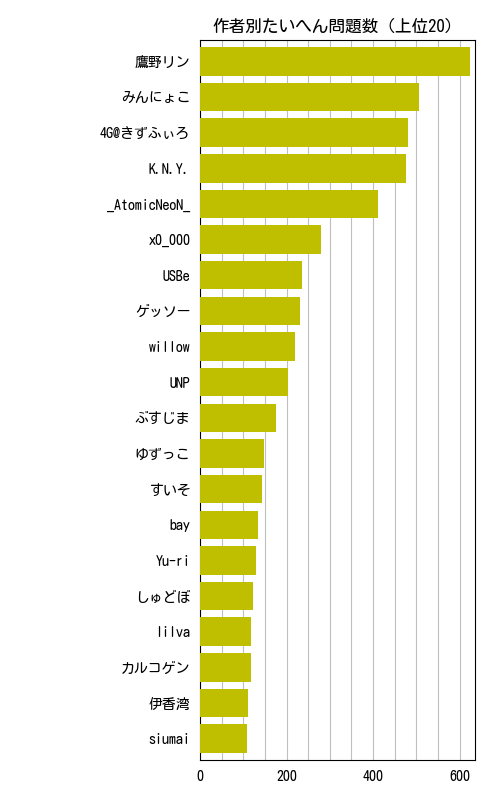 作者別たいへん問題数（上位20）
鷹野リン
みんにょこ
4G@きずふぃろ
K.N.Y.
_AtomicNeoN_
x0_000
USBe
ゲッソー
willow
UNP
ぶすじま
ゆずっこ
すいそ
bay
Yu-ri
しゅどぼ
lilva
カルコゲン
伊香湾
siumai
0 200 400 600